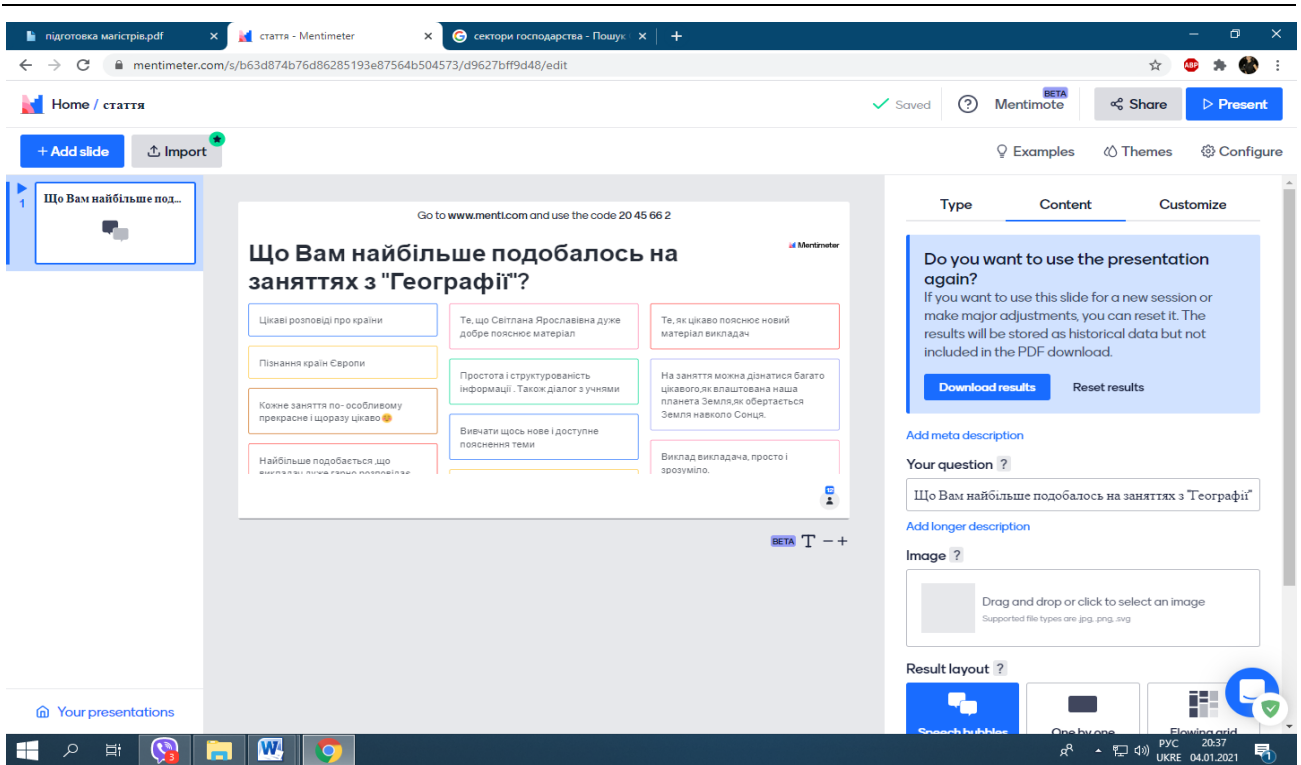 підготовка магістрів.pdf
стаття - Mentimeter
сектори господарства - Пошук
mentimeter.com/s/b63d874b76d86285193e87564b504573/d9627bff9d48/edit
ABP
Home / стаття
Saved
?
Mentimote
BETA
Share
Present
+ Add slide
Import
Examples
Themes
Configure
1
Що Вам найбільше под...
Go to www.menti.com and use the code 20 45 66 2
Mentimeter
Що Вам найбільше подобалось на
заняттях з "Географії"?
Цікаві розповіді про країни
Пізнання країн Європи
Кожне заняття по- особливому
прекрасне і щоразу цікаво😊
Найбільше подобається ,що
викладач дуже гарно розповідає
Те, що Світлана Ярославівна дуже
добре пояснює матеріал
Простота і структурованість
інформації . Також діалог з учнями
Вивчати щось нове і доступне
пояснення теми
Те, як цікаво пояснює новий
матеріал викладач
На заняття можна дізнатися багато
цікавого,як влаштована наша
планета Земля,як обертається
Земля навколо Сонця.
Виклад викладача, просто і
зрозуміло.
12
BETA T − +
Type
Content
Customize
Do you want to use the presentation
again?
If you want to use this slide for a new session or
make major adjustments, you can reset it. The
results will be stored as historical data but not
included in the PDF download.
Download results
Reset results
Add meta description
Your question ?
Що Вам найбільше подобалось на заняттях з "Географії"
Add longer description
Image ?
Drag and drop or click to select an image
Supported file types are .jpg, .png, .svg
Result layout ?
Speech bubbles
One by one
Flowing grid
Your presentations
3
W
РУС
UKRE
20:37
04.01.2021
1